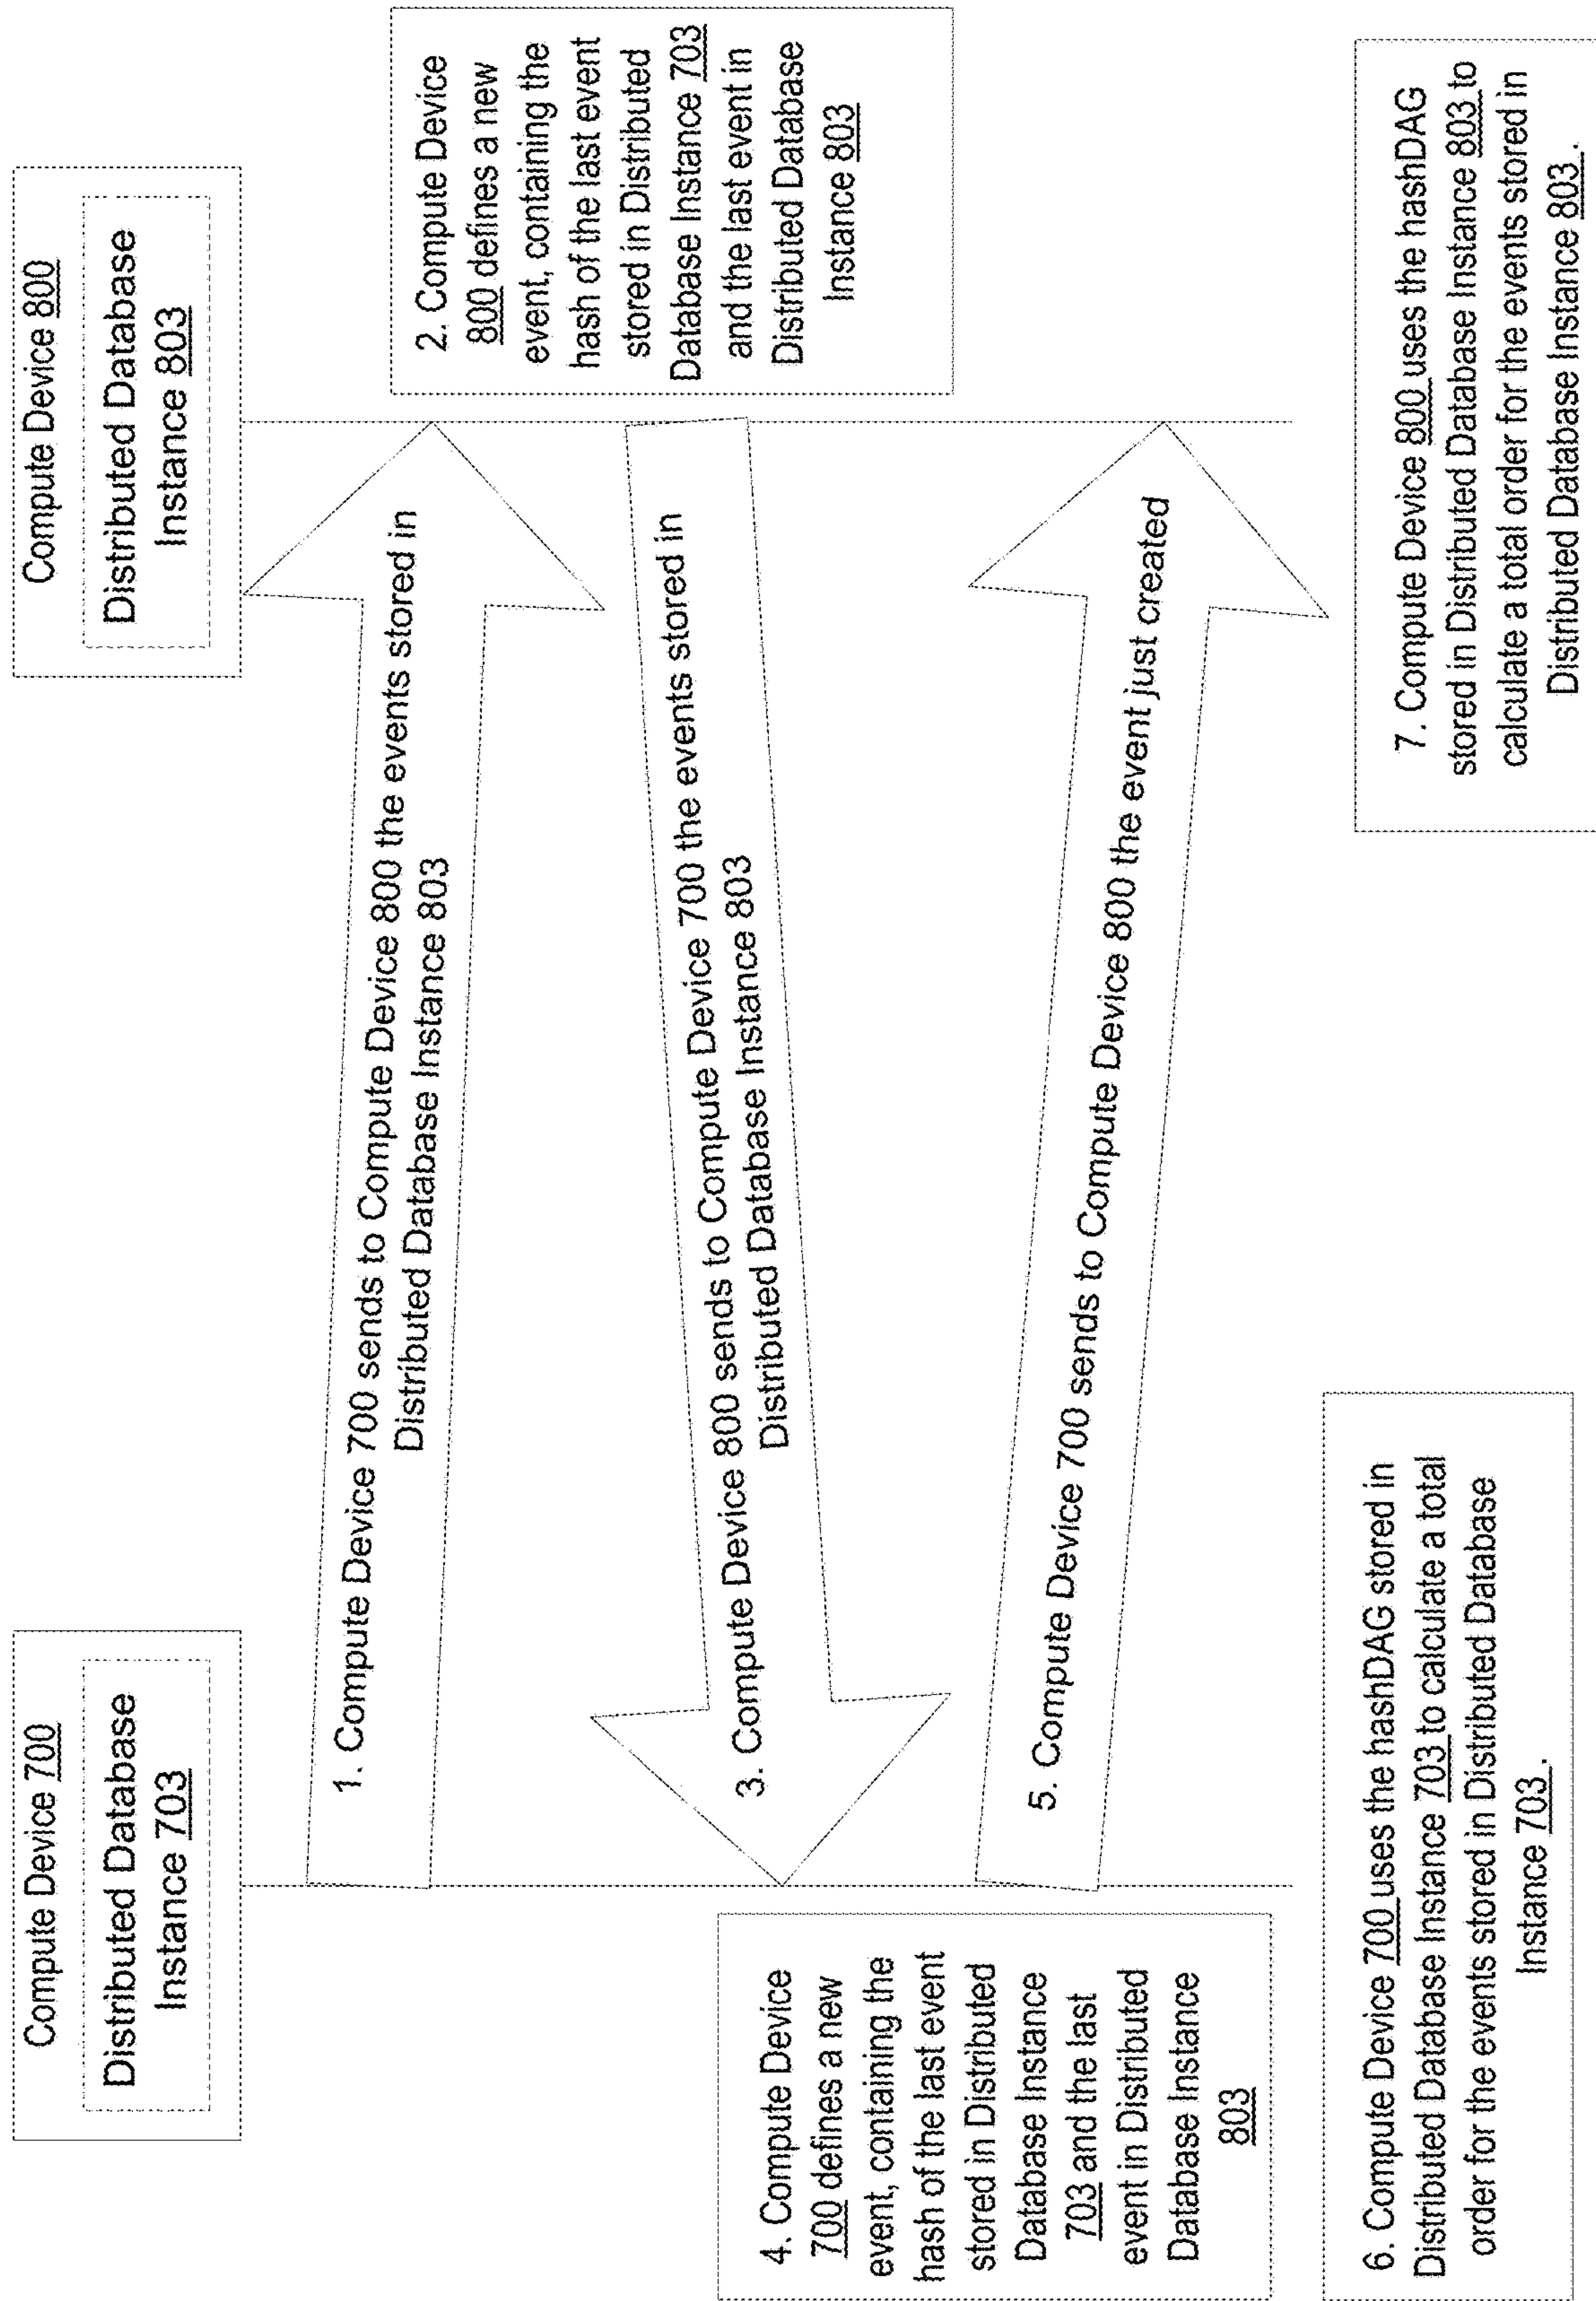 Compute Device 700
Distributed Database
Instance 703
Compute Device 800
Distributed Database
Instance 803
1. Compute Device 700 sends to Compute Device 800 the events stored in
Distributed Database Instance 803
2. Compute Device
800 defines a new
event, containing the
hash of the last event
stored in Distributed
Database Instance 703
and the last event in
Distributed Database
Instance 803
3. Compute Device 800 sends to Compute Device 700 the events stored in
Distributed Database Instance 803
4. Compute Device
700 defines a new
event, containing the
hash of the last event
stored in Distributed
Database Instance
703 and the last
event in Distributed
Database Instance
803
5. Compute Device 700 sends to Compute Device 800 the event just created
6. Compute Device 700 uses the hashDAG stored in
Distributed Database Instance 703 to calculate a total
order for the events stored in Distributed Database
Instance 703 .
7. Compute Device 800 uses the hashDAG
stored in Distributed Database Instance 803 to
calculate a total order for the events stored in
Distributed Database Instance 803 .